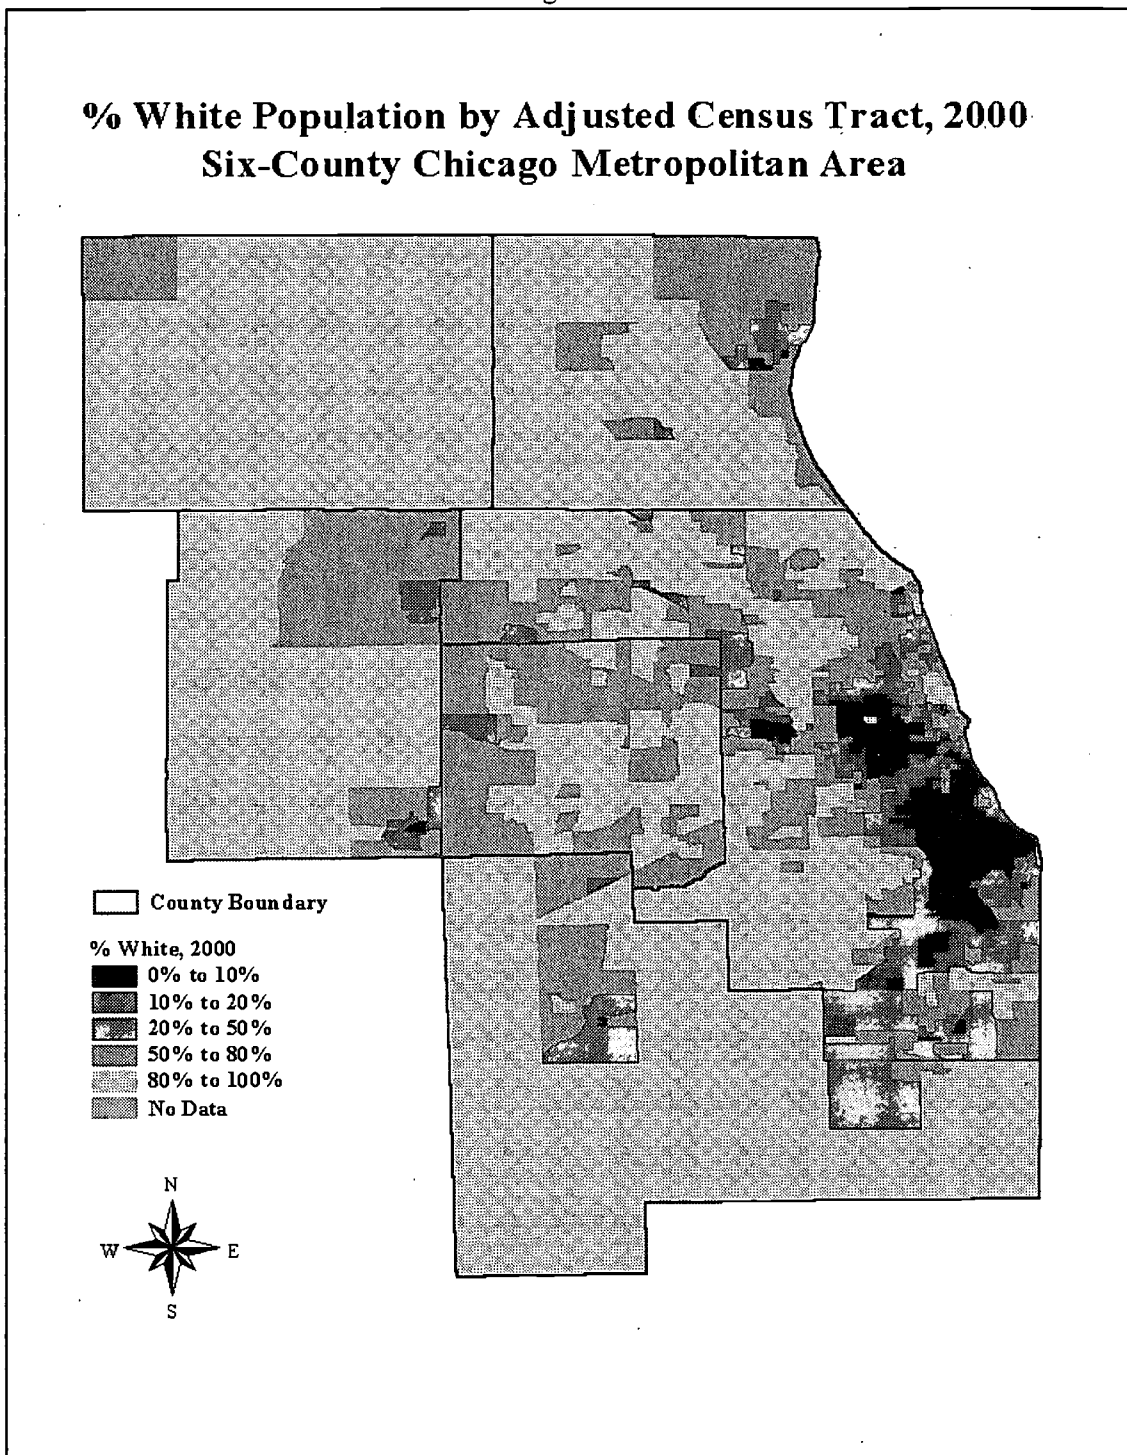 % White Population by Adjusted Census Tract, 2000
Six-County Chicago Metropolitan Area
County Boundary
% White, 2000
0% to 10%
10% to 20%
20% to 50%
50% to 80%
80% to 100%
No Data
N
W E
S